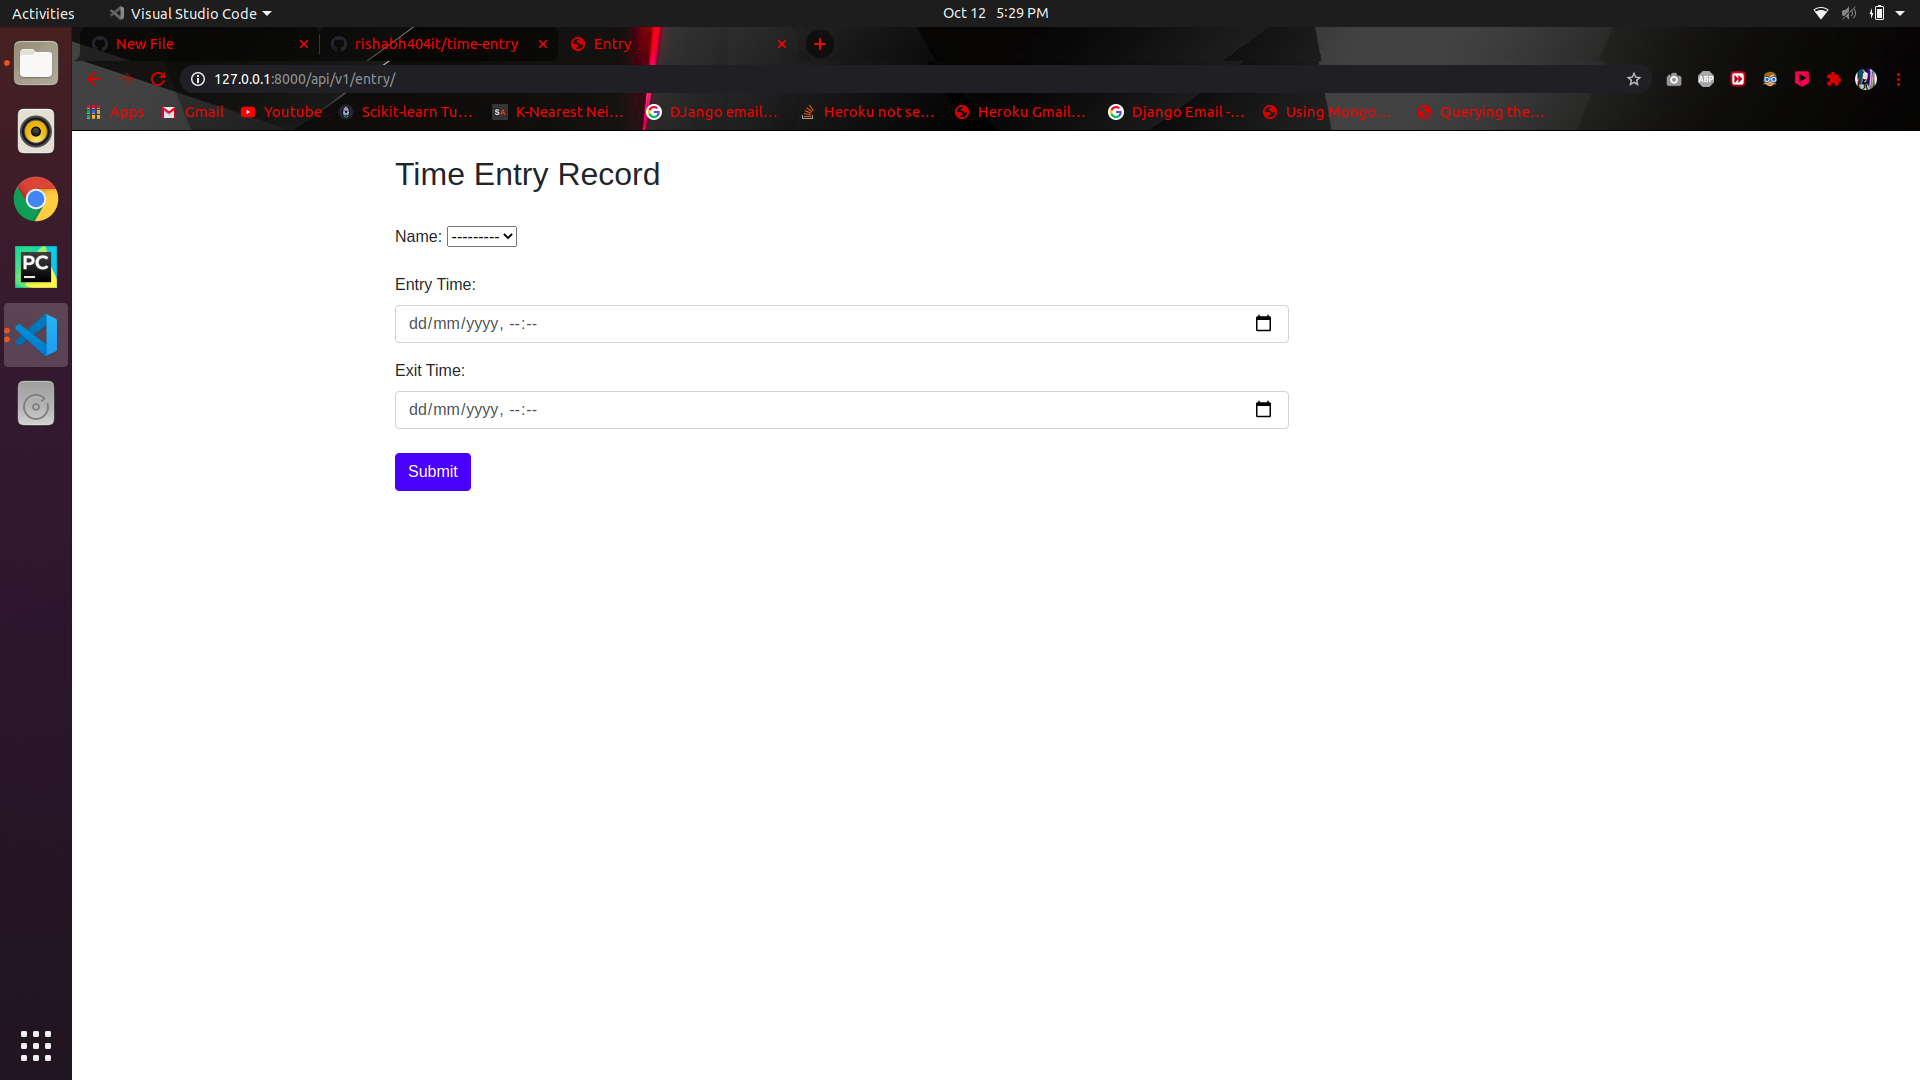 Activities Visual Studio Code Oct 12 5:29 PM
New File rishabh404it/time-entry Entry
127.0.0.1:8000/api/v1/entry/ ABP
Apps Gmail Youtube Scikit-learn Tu... SA K-Nearest Nei... DJango email... Heroku not se... Heroku Gmail... Django Email -... Using Mongo... Querying the...
PC
Time Entry Record
Name: ---------
Entry Time:
dd/mm/yyyy, --:--
Exit Time:
dd/mm/yyyy, --:--
Submit